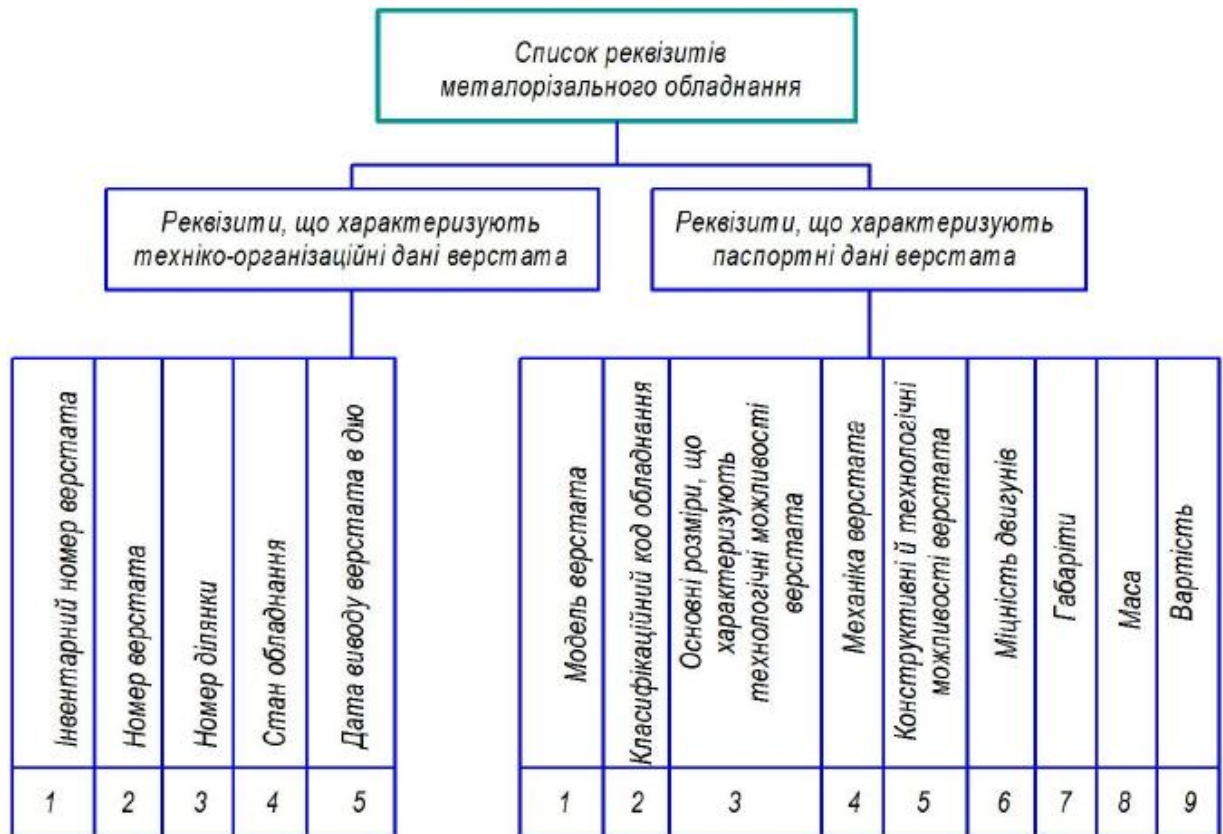 Список реквізитів
металорізального обладнання
Реквізити, що характеризують
техніко-організаційні дані верстата
Реквізити, що характеризують
паспортні дані верстата
Інвентарний номер верстата
Номер верстата
Номер ділянки
Стан обладнання
Дата виводу верстата в дію
1
2
3
4
5
Модель верстата
Класифікаційний код обладнання
Основні розміри, що
характеризують
технологічні можливості
верстата
Механіка верстата
Конструктивні й технологічні
можливості верстата
Міцність двигунів
Габаріти
Маса
Вартість
1
2
3
4
5
6
7
8
9